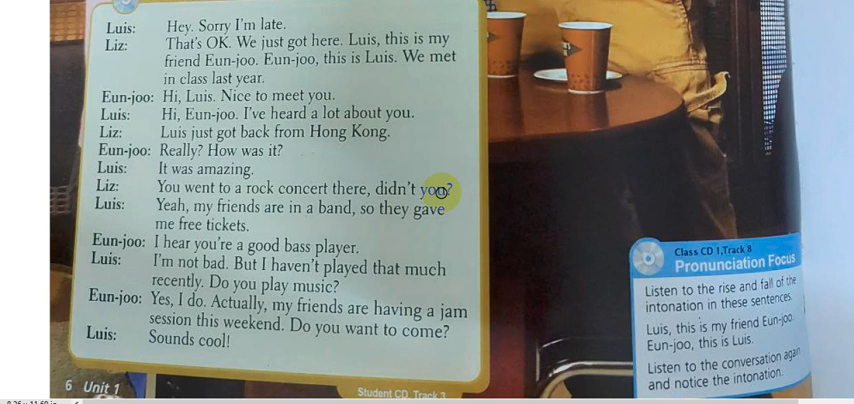 Luis: Hey. Sorry I'm late.
Liz: That's OK. We just got here. Luis, this is my
friend Eun-joo. Eun-joo, this is Luis. We met
in class last year.
Eun-joo: Hi, Luis. Nice to meet you.
Luis: Hi, Eun-joo. I've heard a lot about you.
Liz: Luis just got back from Hong Kong.
Eun-joo: Really? How was it?
Luis: It was amazing.
Liz: You went to a rock concert there, didn't you?
Luis: Yeah, my friends are in a band, so they gave
me free tickets.
Eun-joo: I hear you're a good bass player.
Luis: I'm not bad. But I haven't played that much
recently. Do you play music?
Eun-joo: Yes, I do. Actually, my friends are having a jam
session this weekend. Do you want to come?
Luis: Sounds cool!
6 Unit 1
Student CD, Track 3
Class CD 1, Track 8
Pronunciation Focus
Listen to the rise and fall of the
intonation in these sentences.
Luis, this is my friend Eun-joo.
Eun-joo, this is Luis.
Listen to the conversation again
and notice the intonation.